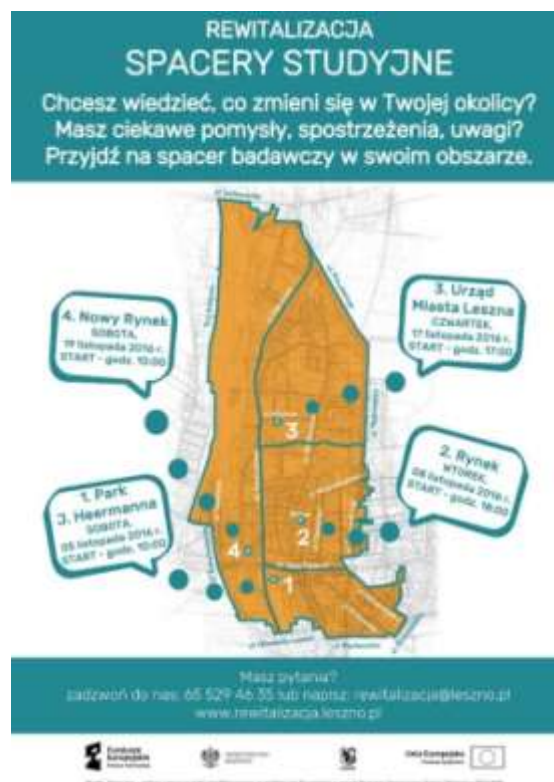 REWITALIZACJA
SPACERY STUDYJNE
Chcesz wiedzieć, co zmieni się w Twojej okolicy?
Masz ciekawe pomysły, spostrzeżenia, uwagi?
Przyjdź na spacer badawczy w swoim obszarze.
4. Nowy Rynek
SOBOTA,
19 listopada 2016 r.
START - godz. 10:00
3. Urząd
Miasta Leszna
CZWARTEK,
17 listopada 2016 r.
START - godz. 17:00
3
1. Park
J. Heermanna
SOBOTA,
05 listopada 2016 r.
START - godz. 10:00
2. Rynek
WTOREK,
08 listopada 2016 r.
START - godz. 16:00
2
4
1
Masz pytania?
zadzwoń do nas: 65 529 46 35 lub napisz: rewitalizacja@leszno.pl
www.rewitalizacja.leszno.pl
Fundusze
Europejskie
Unia Europejska